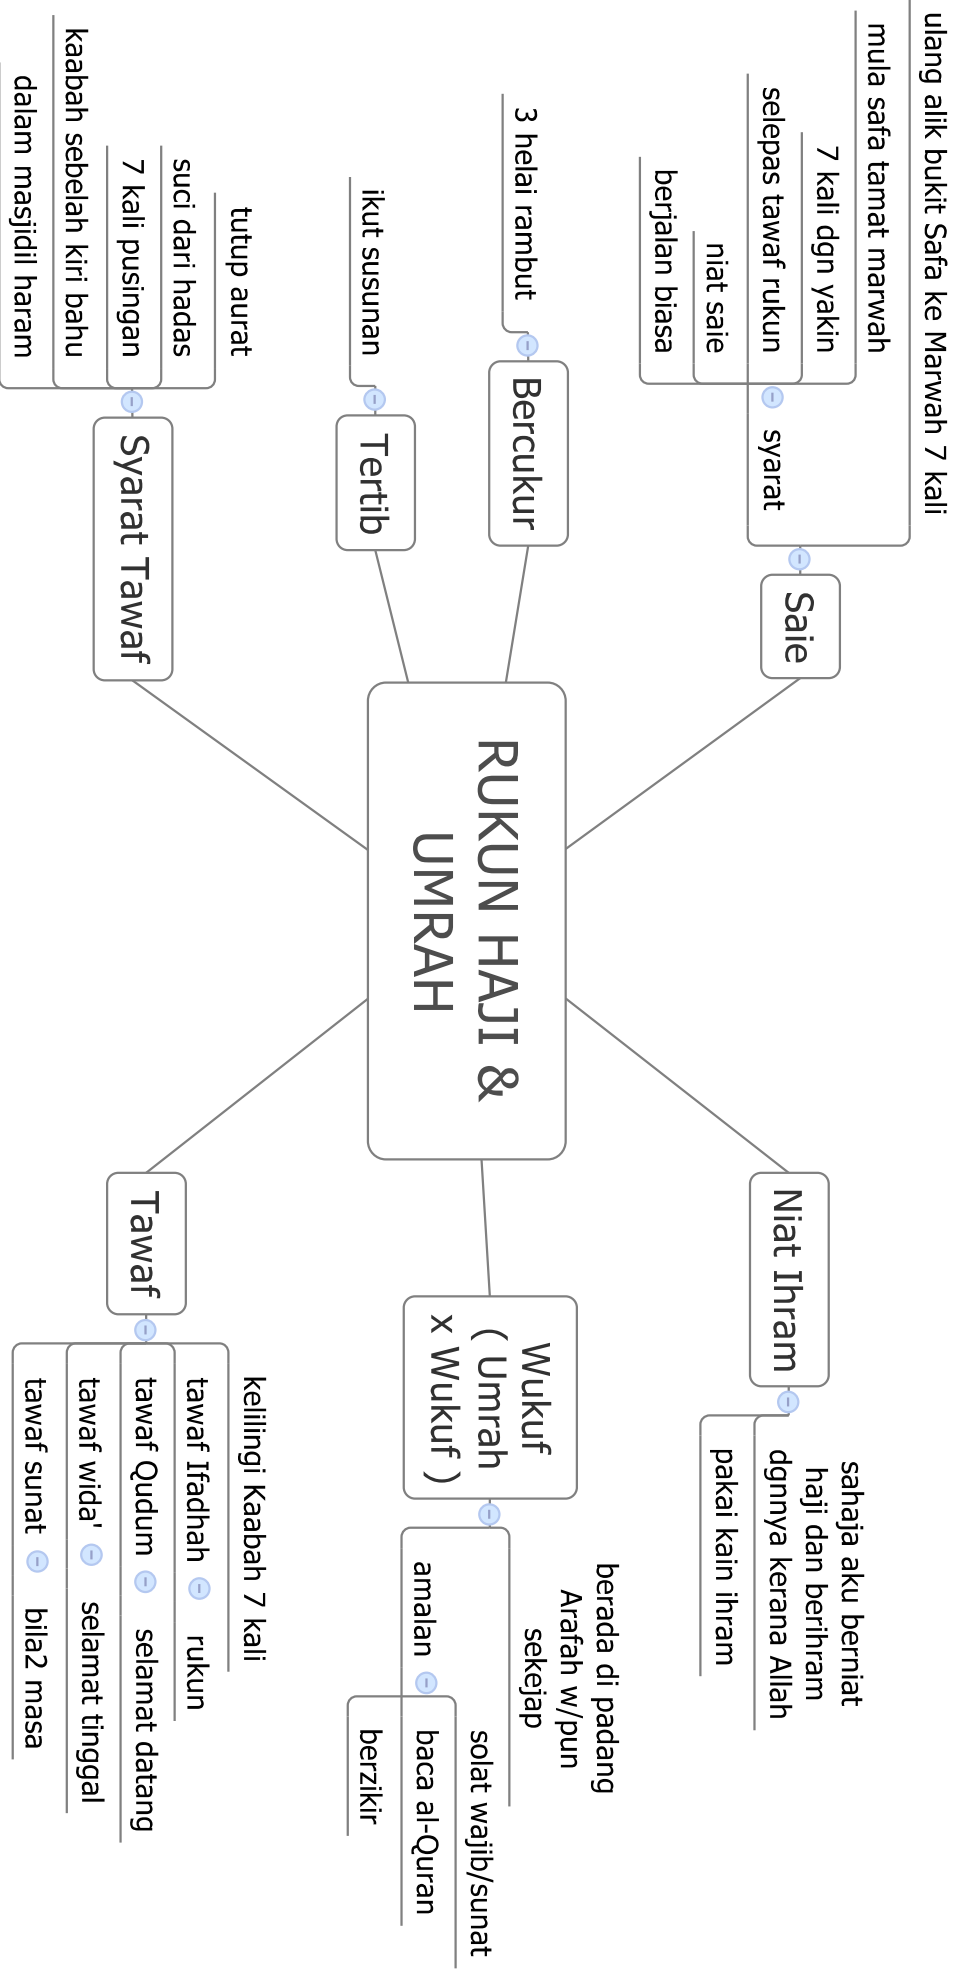 RUKUN HAJI &
UMRAH
Niat Ihram
sahaja aku berniat
haji dan berihram
dgnnya kerana Allah
pakai kain ihram
Wukuf
( Umrah
x Wukuf )
berada di padang
Arafah w/pun
sekejap
amalan
solat wajib/sunat
baca al-Quran
berzikir
Tawaf
kelilingi Kaabah 7 kali
tawaf Ifadhah
rukun
tawaf Qudum
selamat datang
tawaf wida'
selamat tinggal
tawaf sunat
bila2 masa
Saie
ulang alik bukit Safa ke Marwah 7 kali
syarat
mula safa tamat marwah
7 kali dgn yakin
selepas tawaf rukun
niat saie
berjalan biasa
Bercukur
3 helai rambut
Tertib
ikut susunan
Syarat Tawaf
tutup aurat
suci dari hadas
7 kali pusingan
kaabah sebelah kiri bahu
dalam masjidil haram